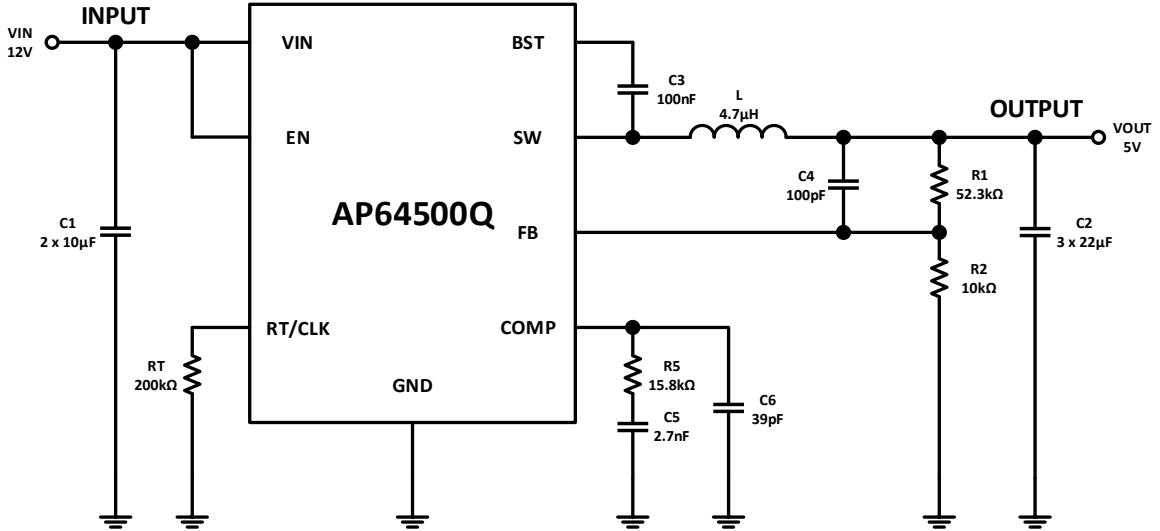 INPUT
VIN
12V
VIN
BST
C3
100nF
L
4.7µH
OUTPUT
VOUT
5V
EN
SW
C4
100pF
R1
52.3kΩ
AP64500Q
FB
C1
2 x 10µF
C2
3 x 22µF
R2
10kΩ
RT/CLK
COMP
RT
200kΩ
GND
R5
15.8kΩ
C5
2.7nF
C6
39pF